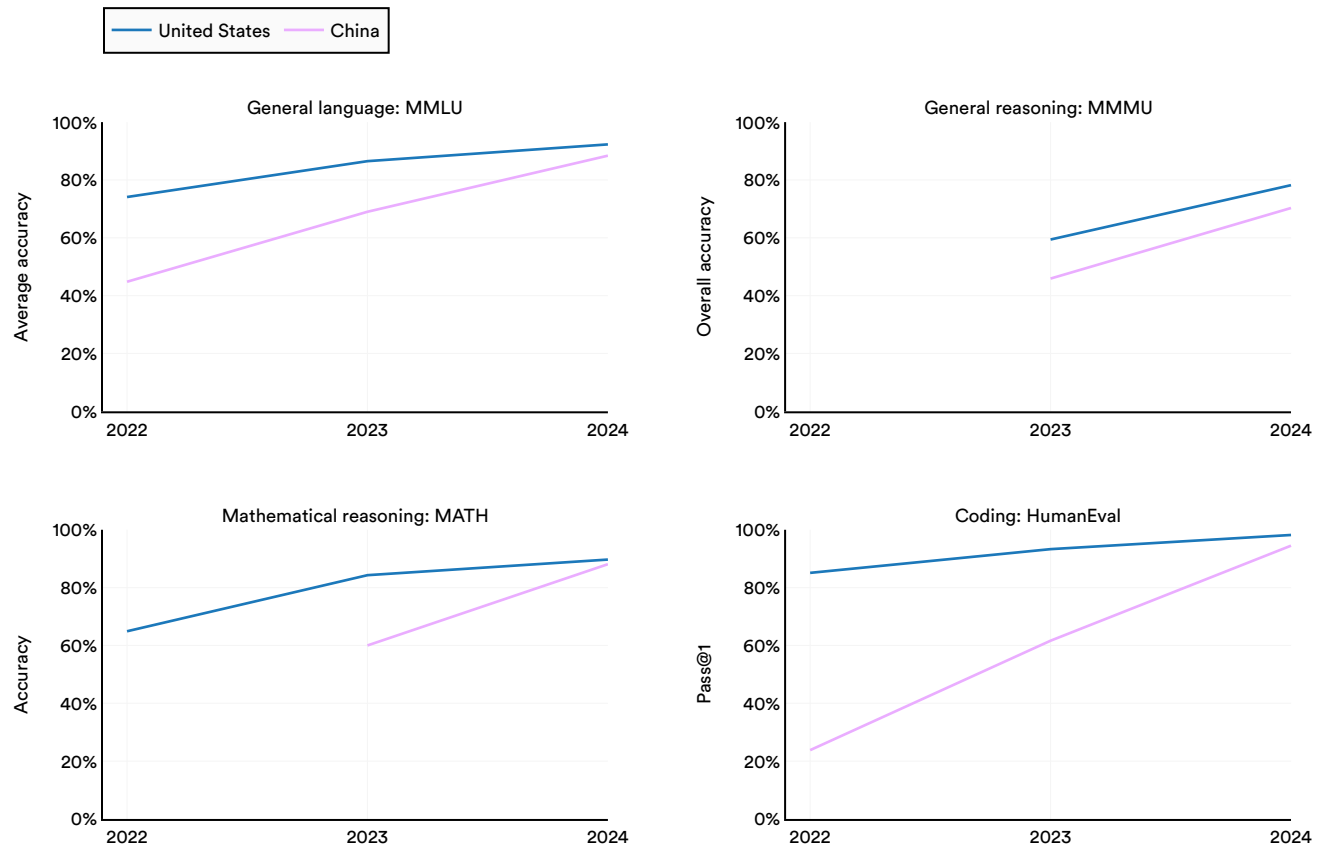 United States China
General language: MMLU
100%
80%
60%
40%
20%
0%
Average accuracy
2022 2023 2024
General reasoning: MMMU
100%
80%
60%
40%
20%
0%
Overall accuracy
2022 2023 2024
Mathematical reasoning: MATH
100%
80%
60%
40%
20%
0%
Accuracy
2022 2023 2024
Coding: HumanEval
100%
80%
60%
40%
20%
0%
Pass@1
2022 2023 2024